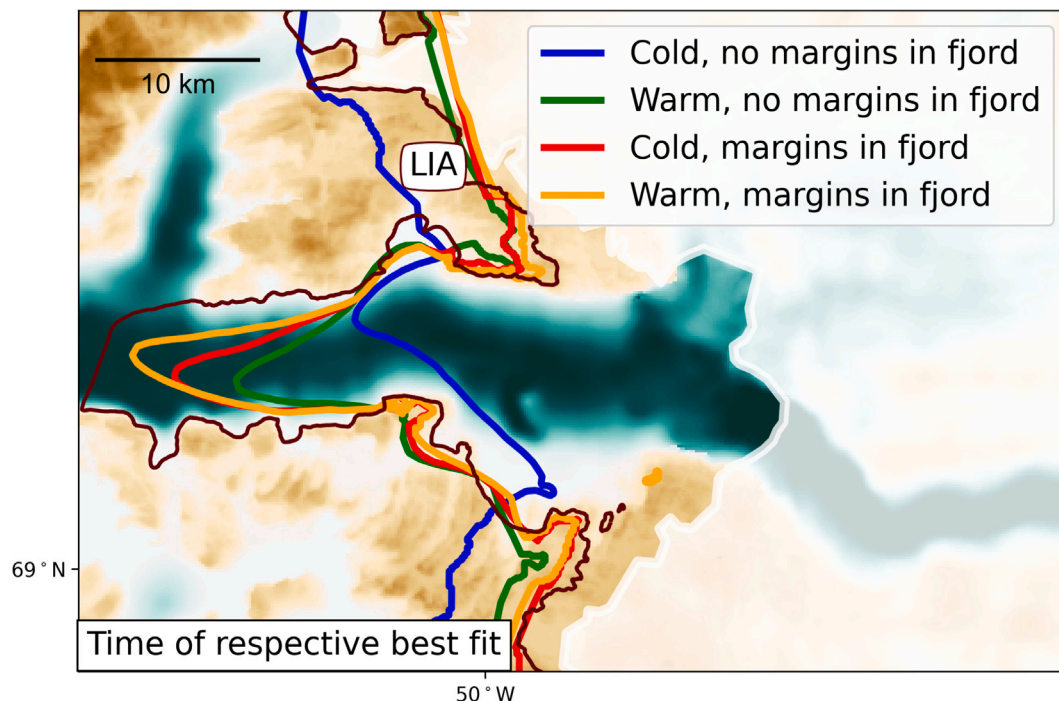 10 km
Cold, no margins in fjord
Warm, no margins in fjord
Cold, margins in fjord
Warm, margins in fjord
LIA
69°N
Time of respective best fit
50°W